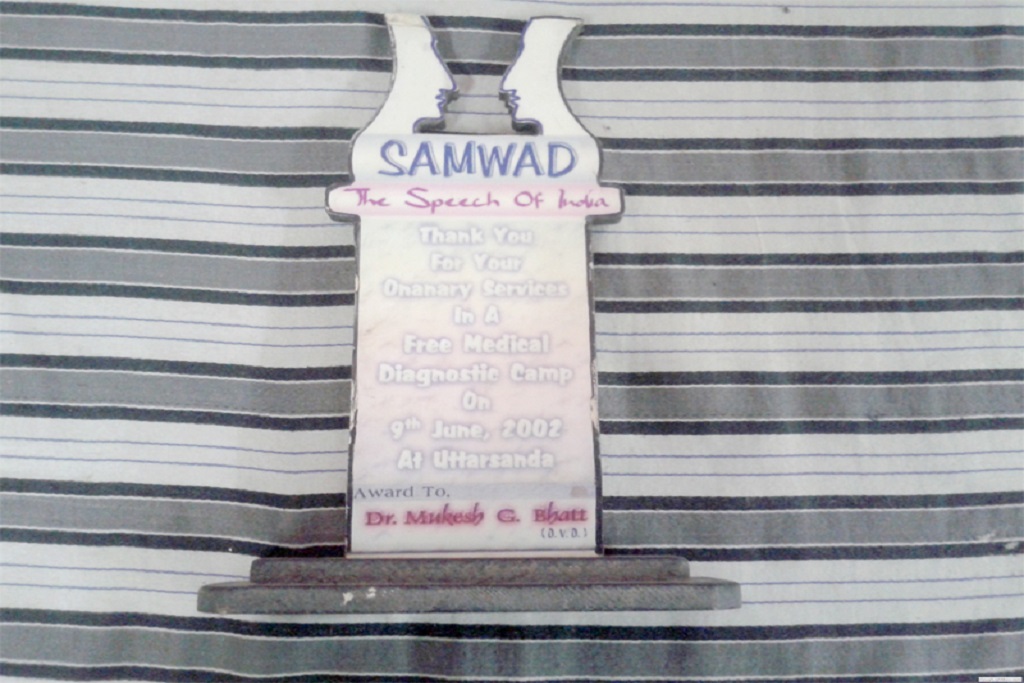 SAMWAD
The Speech Of India
Thank You
For Your
Onanary Services
In A
Free Medical
Diagnostic Camp
On
9th June, 2002
At Uttarsanda
Award To,
Dr. Mukesh G. Bhatt
(D.V.D.)